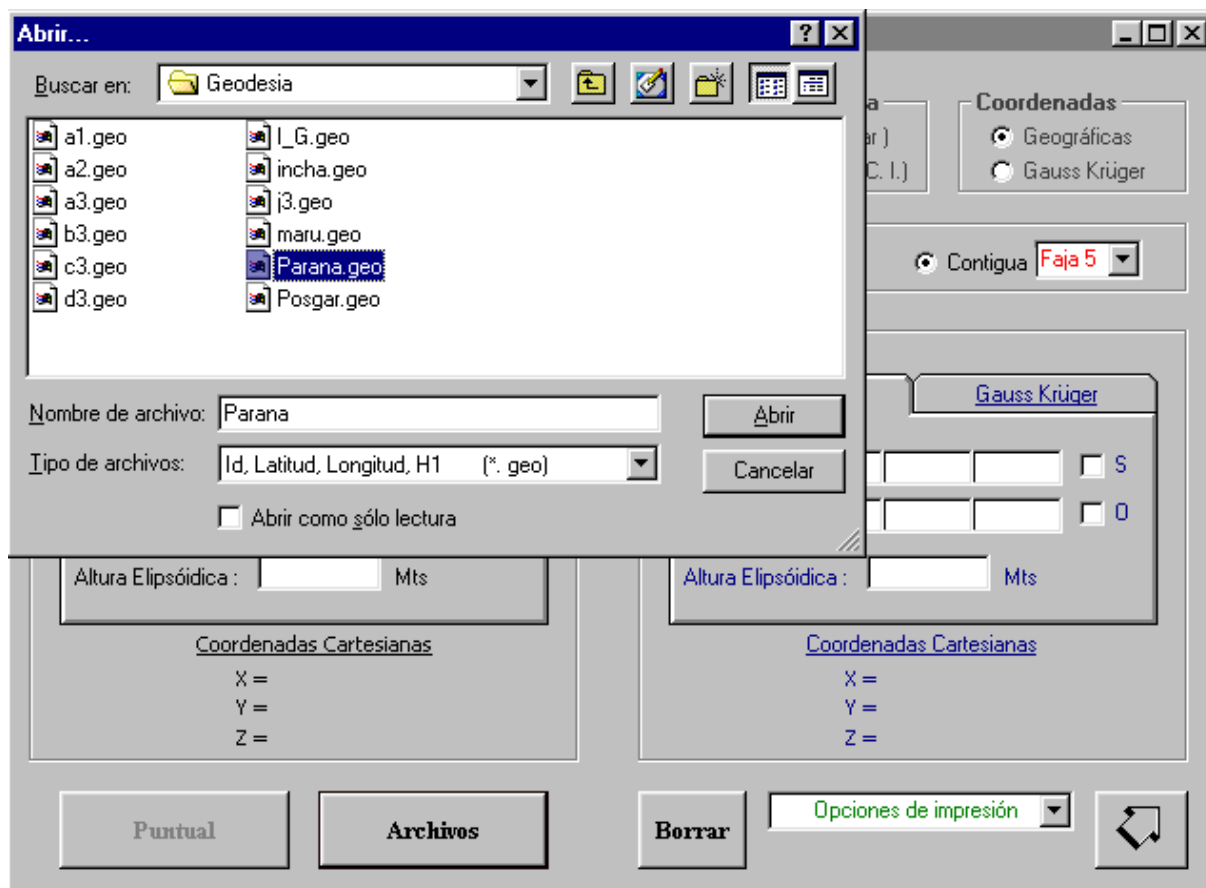 Abrir...
Buscar en: Geodesia
a1.geo
a2.geo
a3.geo
b3.geo
c3.geo
d3.geo
I_G.geo
incha.geo
j3.geo
maru.geo
Parana.geo
Posgar.geo
Nombre de archivo: Parana
Abrir
Tipo de archivos: Id, Latitud, Longitud, H1 (*. geo)
Cancelar
Abrir como sólo lectura
a
ar )
C. I.)
Coordenadas
Geográficas
Gauss Krüger
Contigua Faja 5
Gauss Krüger
S
O
Altura Elipsóidica : Mts
Coordenadas Cartesianas
X =
Y =
Z =
Altura Elipsóidica : Mts
Coordenadas Cartesianas
X =
Y =
Z =
Puntual
Archivos
Borrar
Opciones de impresión